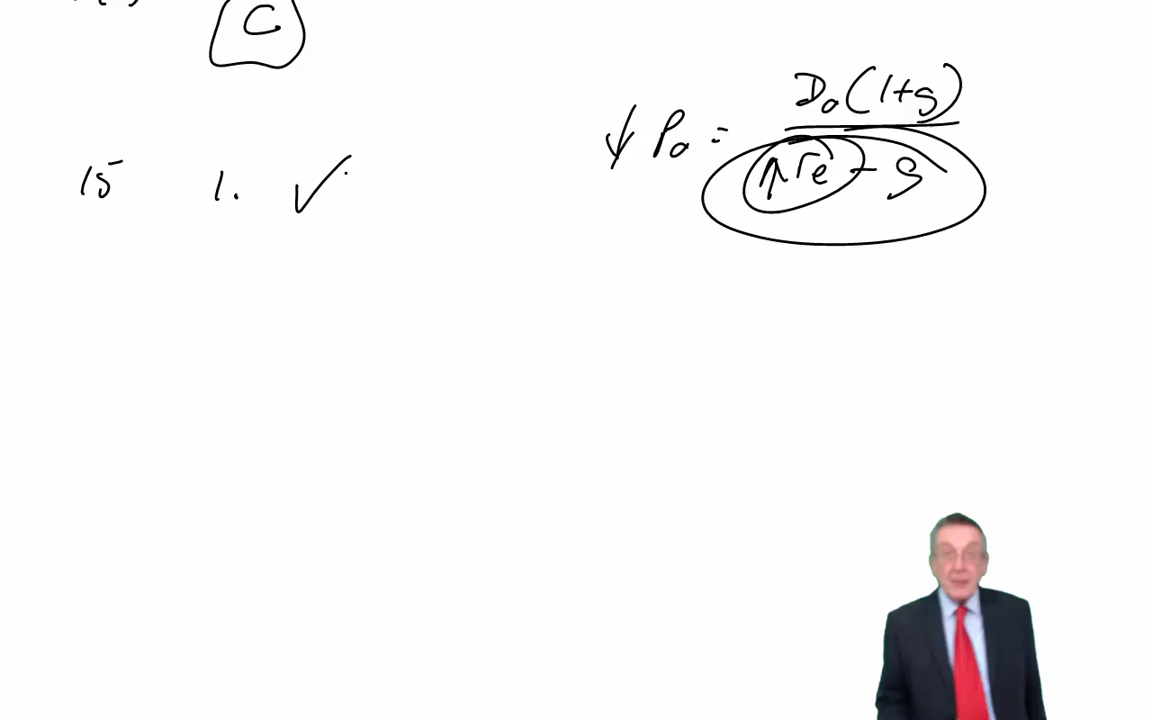 C
↓ P₀ = D₀(1+g) / (↑re - g)
15 1. ✓